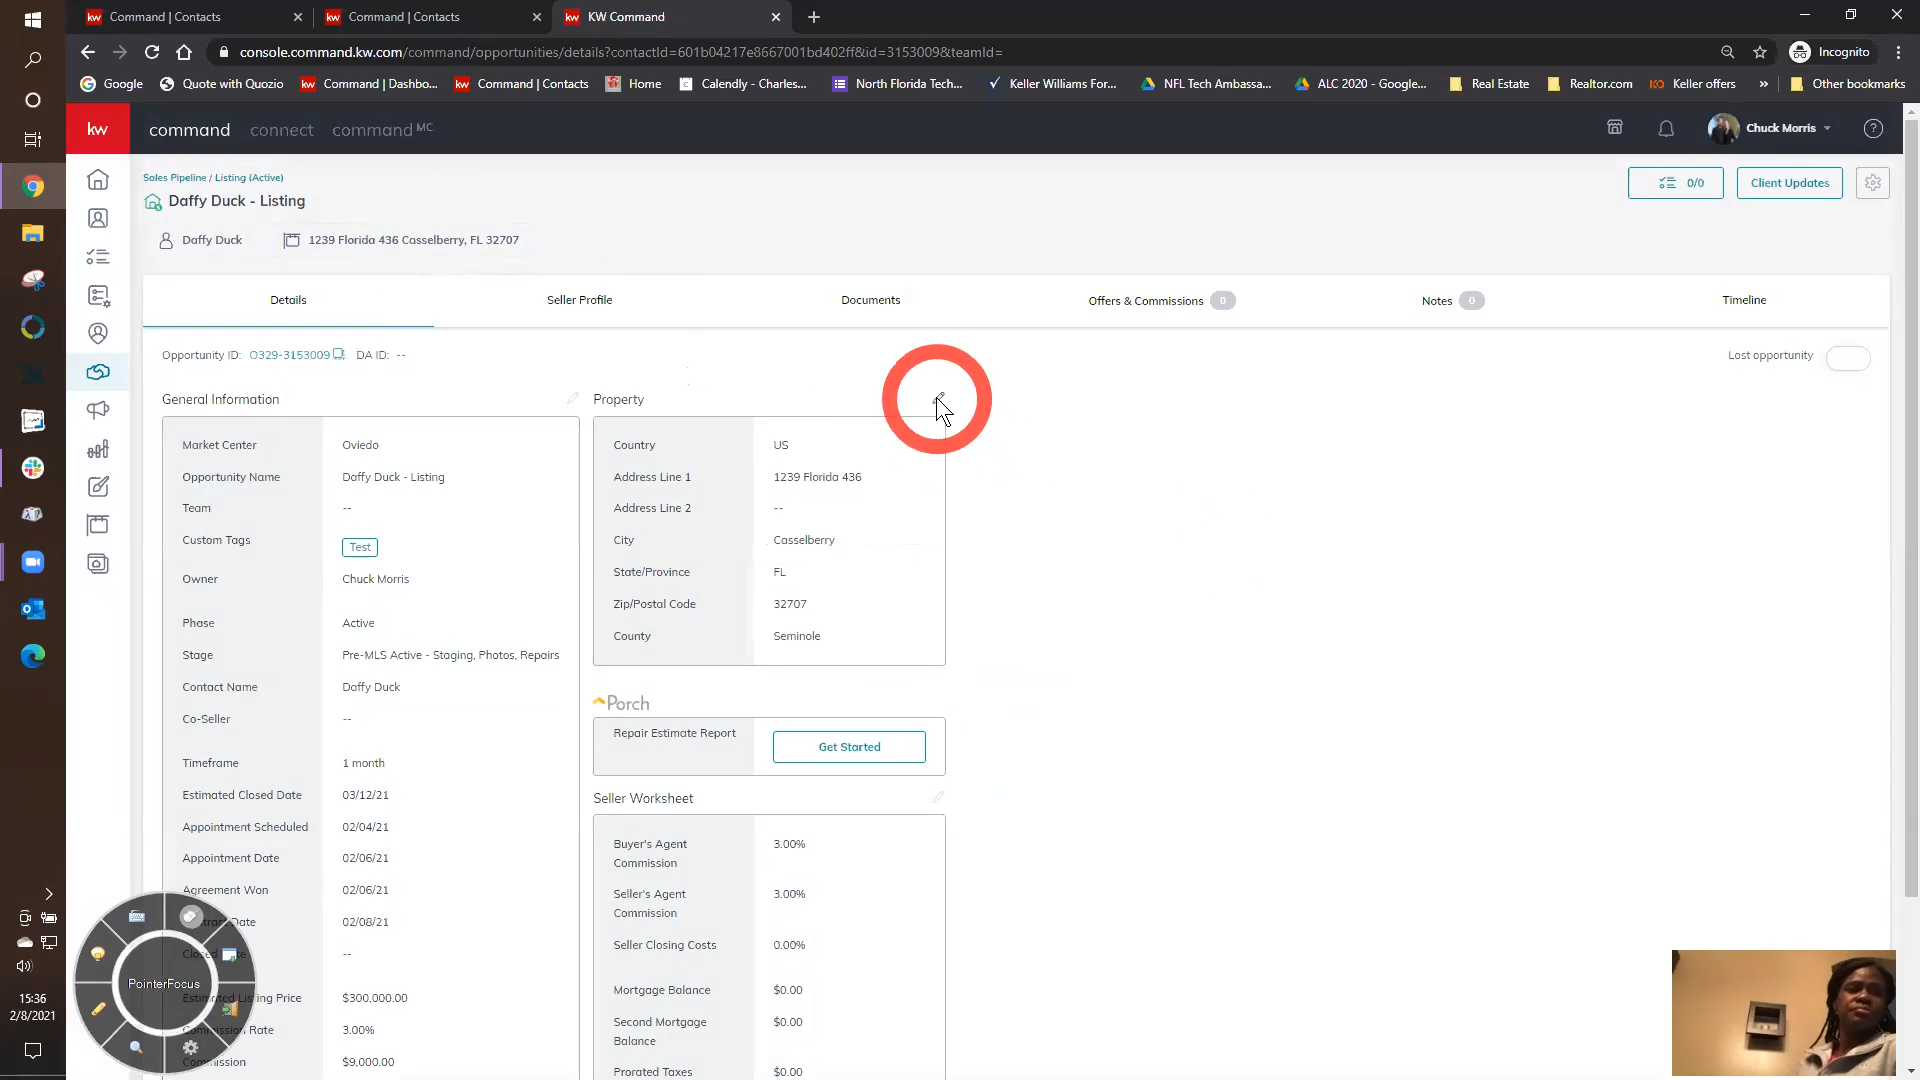 Command | Contacts
Command | Contacts
KW Command
console.command.kw.com/command/opportunities/details?contactId=601b04217e8667001bd402ff&id=3153009&teamId=
Incognito
Google
Quote with Quozio
Command | Dashbo...
Command | Contacts
Home
Calendly - Charles...
North Florida Tech...
Keller Williams For...
NFL Tech Ambassa...
ALC 2020 - Google...
Real Estate
Realtor.com
Keller offers
»
Other bookmarks
kw
command
connect
command MC
Chuck Morris
Sales Pipeline / Listing (Active)
Daffy Duck - Listing
0/0
Client Updates
Daffy Duck
1239 Florida 436 Casselberry, FL 32707
Details
Seller Profile
Documents
Offers & Commissions 0
Notes 0
Timeline
Opportunity ID: O329-3153009
DA ID: --
Lost opportunity
General Information
Market Center Oviedo
Opportunity Name Daffy Duck - Listing
Team --
Custom Tags Test
Owner Chuck Morris
Phase Active
Stage Pre-MLS Active - Staging, Photos, Repairs
Contact Name Daffy Duck
Co-Seller --
Timeframe 1 month
Estimated Closed Date 03/12/21
Appointment Scheduled 02/04/21
Appointment Date 02/06/21
Agreement Won 02/06/21
Date 02/08/21
--
Estimated Listing Price $300,000.00
Rate 3.00%
$9,000.00
Property
Country US
Address Line 1 1239 Florida 436
Address Line 2 --
City Casselberry
State/Province FL
Zip/Postal Code 32707
County Seminole
Porch
Repair Estimate Report
Get Started
Seller Worksheet
Buyer's Agent
Commission
3.00%
Seller's Agent
Commission
3.00%
Seller Closing Costs 0.00%
Mortgage Balance $0.00
Second Mortgage
Balance
$0.00
Prorated Taxes $0.00
PointerFocus
15:36
2/8/2021